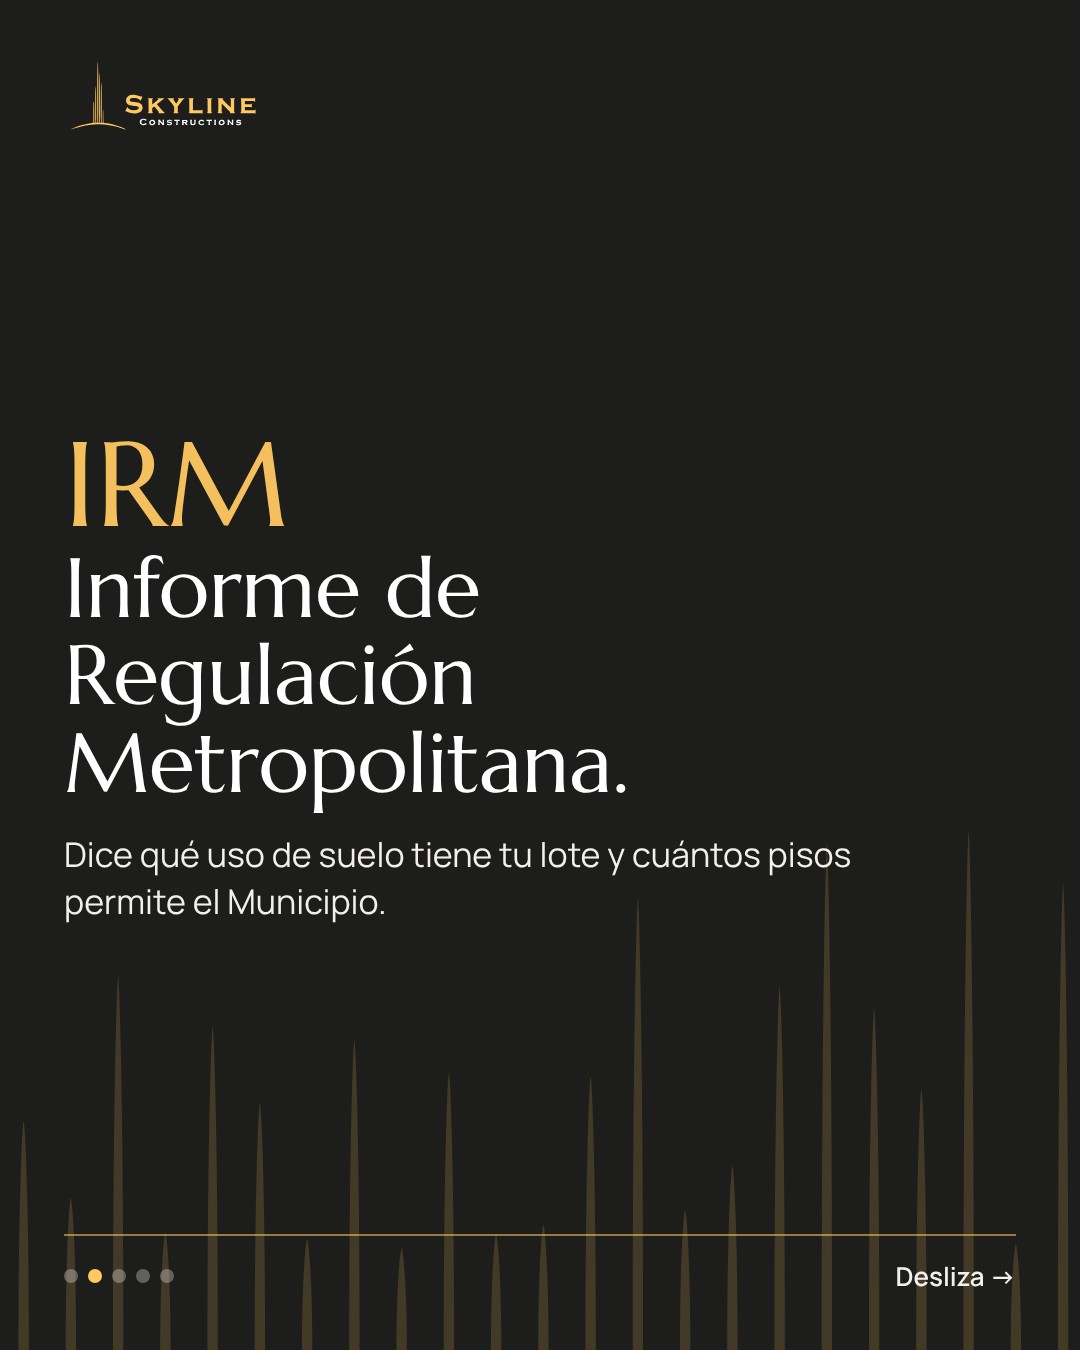 SKYLINE
CONSTRUCTIONS
IRM
Informe de
Regulación
Metropolitana.
Dice qué uso de suelo tiene tu lote y cuántos pisos
permite el Municipio.
Desliza →